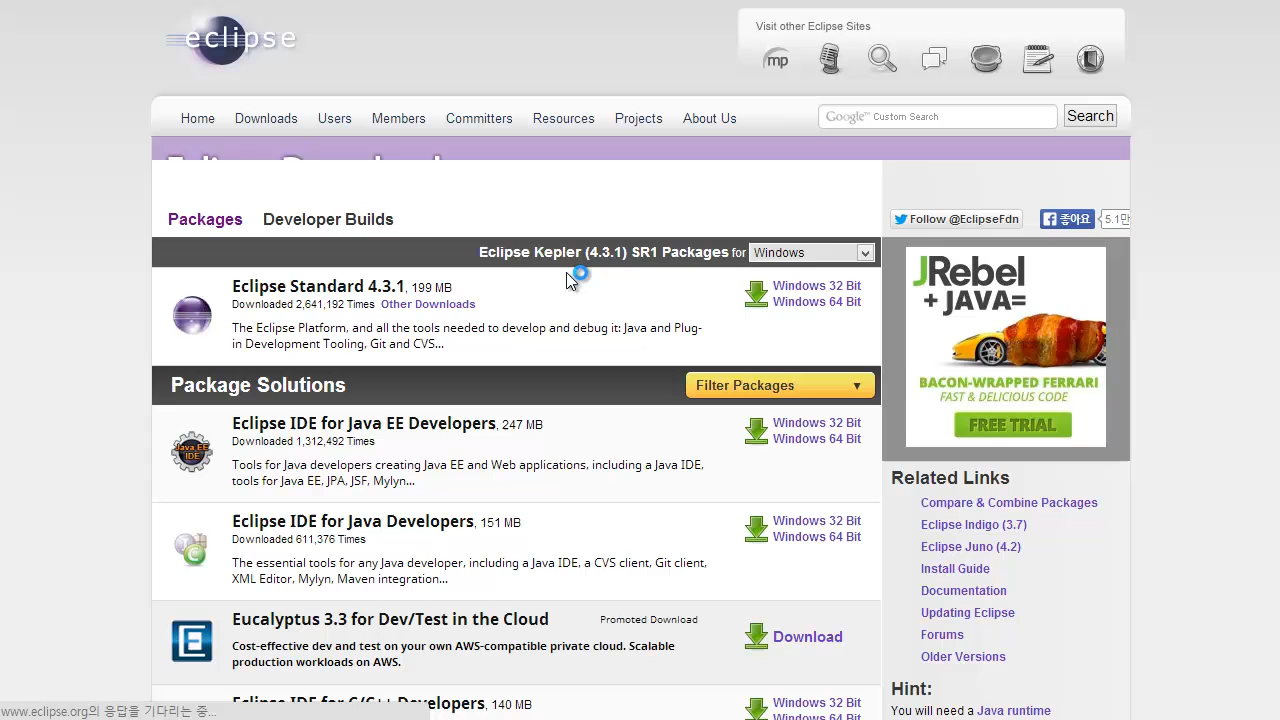 eclipse
Visit other Eclipse Sites
mp
Home Downloads Users Members Committers Resources Projects About Us
Google™ Custom Search
Search
Packages Developer Builds
Follow @EclipseFdn
좋아요
5.1만
Eclipse Kepler (4.3.1) SR1 Packages for Windows
Eclipse Standard 4.3.1, 199 MB
Downloaded 2,641,192 Times Other Downloads
The Eclipse Platform, and all the tools needed to develop and debug it: Java and Plug-
in Development Tooling, Git and CVS...
Windows 32 Bit
Windows 64 Bit
Package Solutions
Filter Packages
Eclipse IDE for Java EE Developers, 247 MB
Downloaded 1,312,492 Times
Tools for Java developers creating Java EE and Web applications, including a Java IDE,
tools for Java EE, JPA, JSF, Mylyn...
Java EE
IDE
Windows 32 Bit
Windows 64 Bit
Eclipse IDE for Java Developers, 151 MB
Downloaded 611,376 Times
The essential tools for any Java developer, including a Java IDE, a CVS client, Git client,
XML Editor, Mylyn, Maven integration...
Windows 32 Bit
Windows 64 Bit
Eucalyptus 3.3 for Dev/Test in the Cloud
Promoted Download
Cost-effective dev and test on your own AWS-compatible private cloud. Scalable
production workloads on AWS.
Download
Eclipse IDE for C/C++ Developers, 140 MB
Windows 32 Bit
Windows 64 Bit
JRebel
+ JAVA=
BACON-WRAPPED FERRARI
FAST & DELICIOUS CODE
FREE TRIAL
Related Links
Compare & Combine Packages
Eclipse Indigo (3.7)
Eclipse Juno (4.2)
Install Guide
Documentation
Updating Eclipse
Forums
Older Versions
Hint:
You will need a Java runtime
www.eclipse.org의 응답을 기다리는 중...